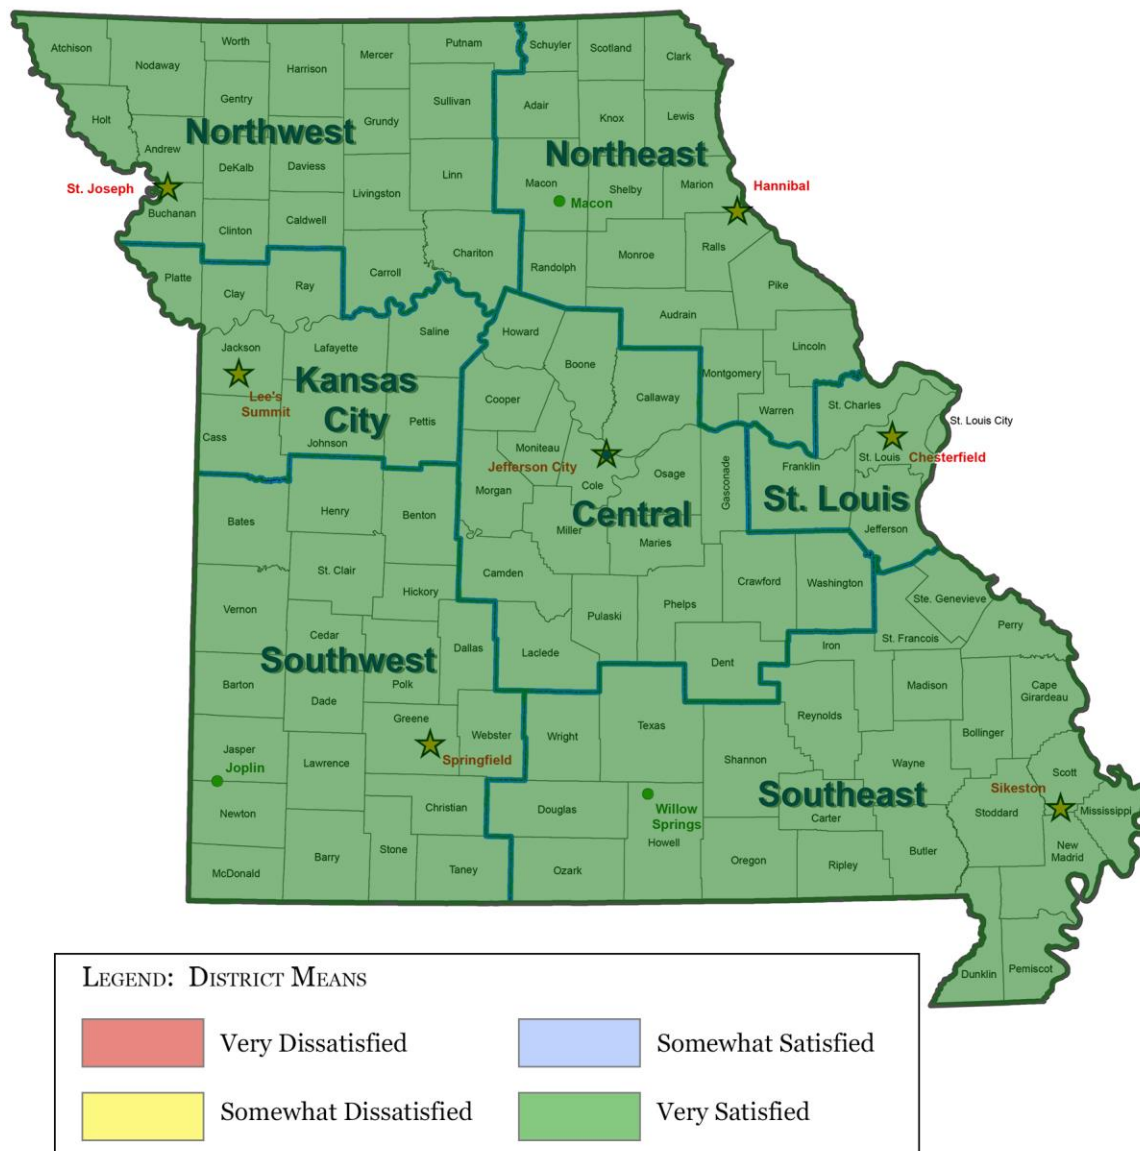 Atchison
Nodaway
Worth
Harrison
Mercer
Putnam
Schuyler
Scotland
Clark
Holt
Andrew
Gentry
DeKalb
Daviess
Grundy
Sullivan
Linn
Livingston
Adair
Knox
Lewis
Northwest
Northeast
St. Joseph
Buchanan
Clinton
Caldwell
Carroll
Chariton
Macon
Macon
Shelby
Marion
Hannibal
Randolph
Monroe
Ralls
Pike
Audrain
Platte
Clay
Ray
Saline
Howard
Boone
Lincoln
Jackson
Lafayette
Kansas
City
Lee's
Summit
Cass
Johnson
Pettis
Cooper
Callaway
Montgomery
Warren
St. Charles
St. Louis City
Moniteau
Jefferson City
Cole
Osage
Gasconade
Franklin
St. Louis
Chesterfield
St. Louis
Jefferson
Morgan
Central
Miller
Maries
Bates
Henry
Benton
Camden
Crawford
Washington
St. Clair
Hickory
Pulaski
Phelps
Ste. Genevieve
Vernon
Cedar
Dallas
Laclede
Dent
Iron
St. Francois
Perry
Southwest
Barton
Dade
Polk
Madison
Cape
Girardeau
Greene
Webster
Wright
Texas
Reynolds
Bollinger
Jasper
Joplin
Lawrence
Springfield
Shannon
Wayne
Scott
Newton
Christian
Douglas
Willow
Springs
Howell
Southeast
Carter
Sikeston
Stoddard
Mississippi
New
Madrid
McDonald
Barry
Stone
Taney
Ozark
Oregon
Ripley
Butler
Dunklin
Pemiscot
LEGEND: DISTRICT MEANS
Very Dissatisfied
Somewhat Satisfied
Somewhat Dissatisfied
Very Satisfied